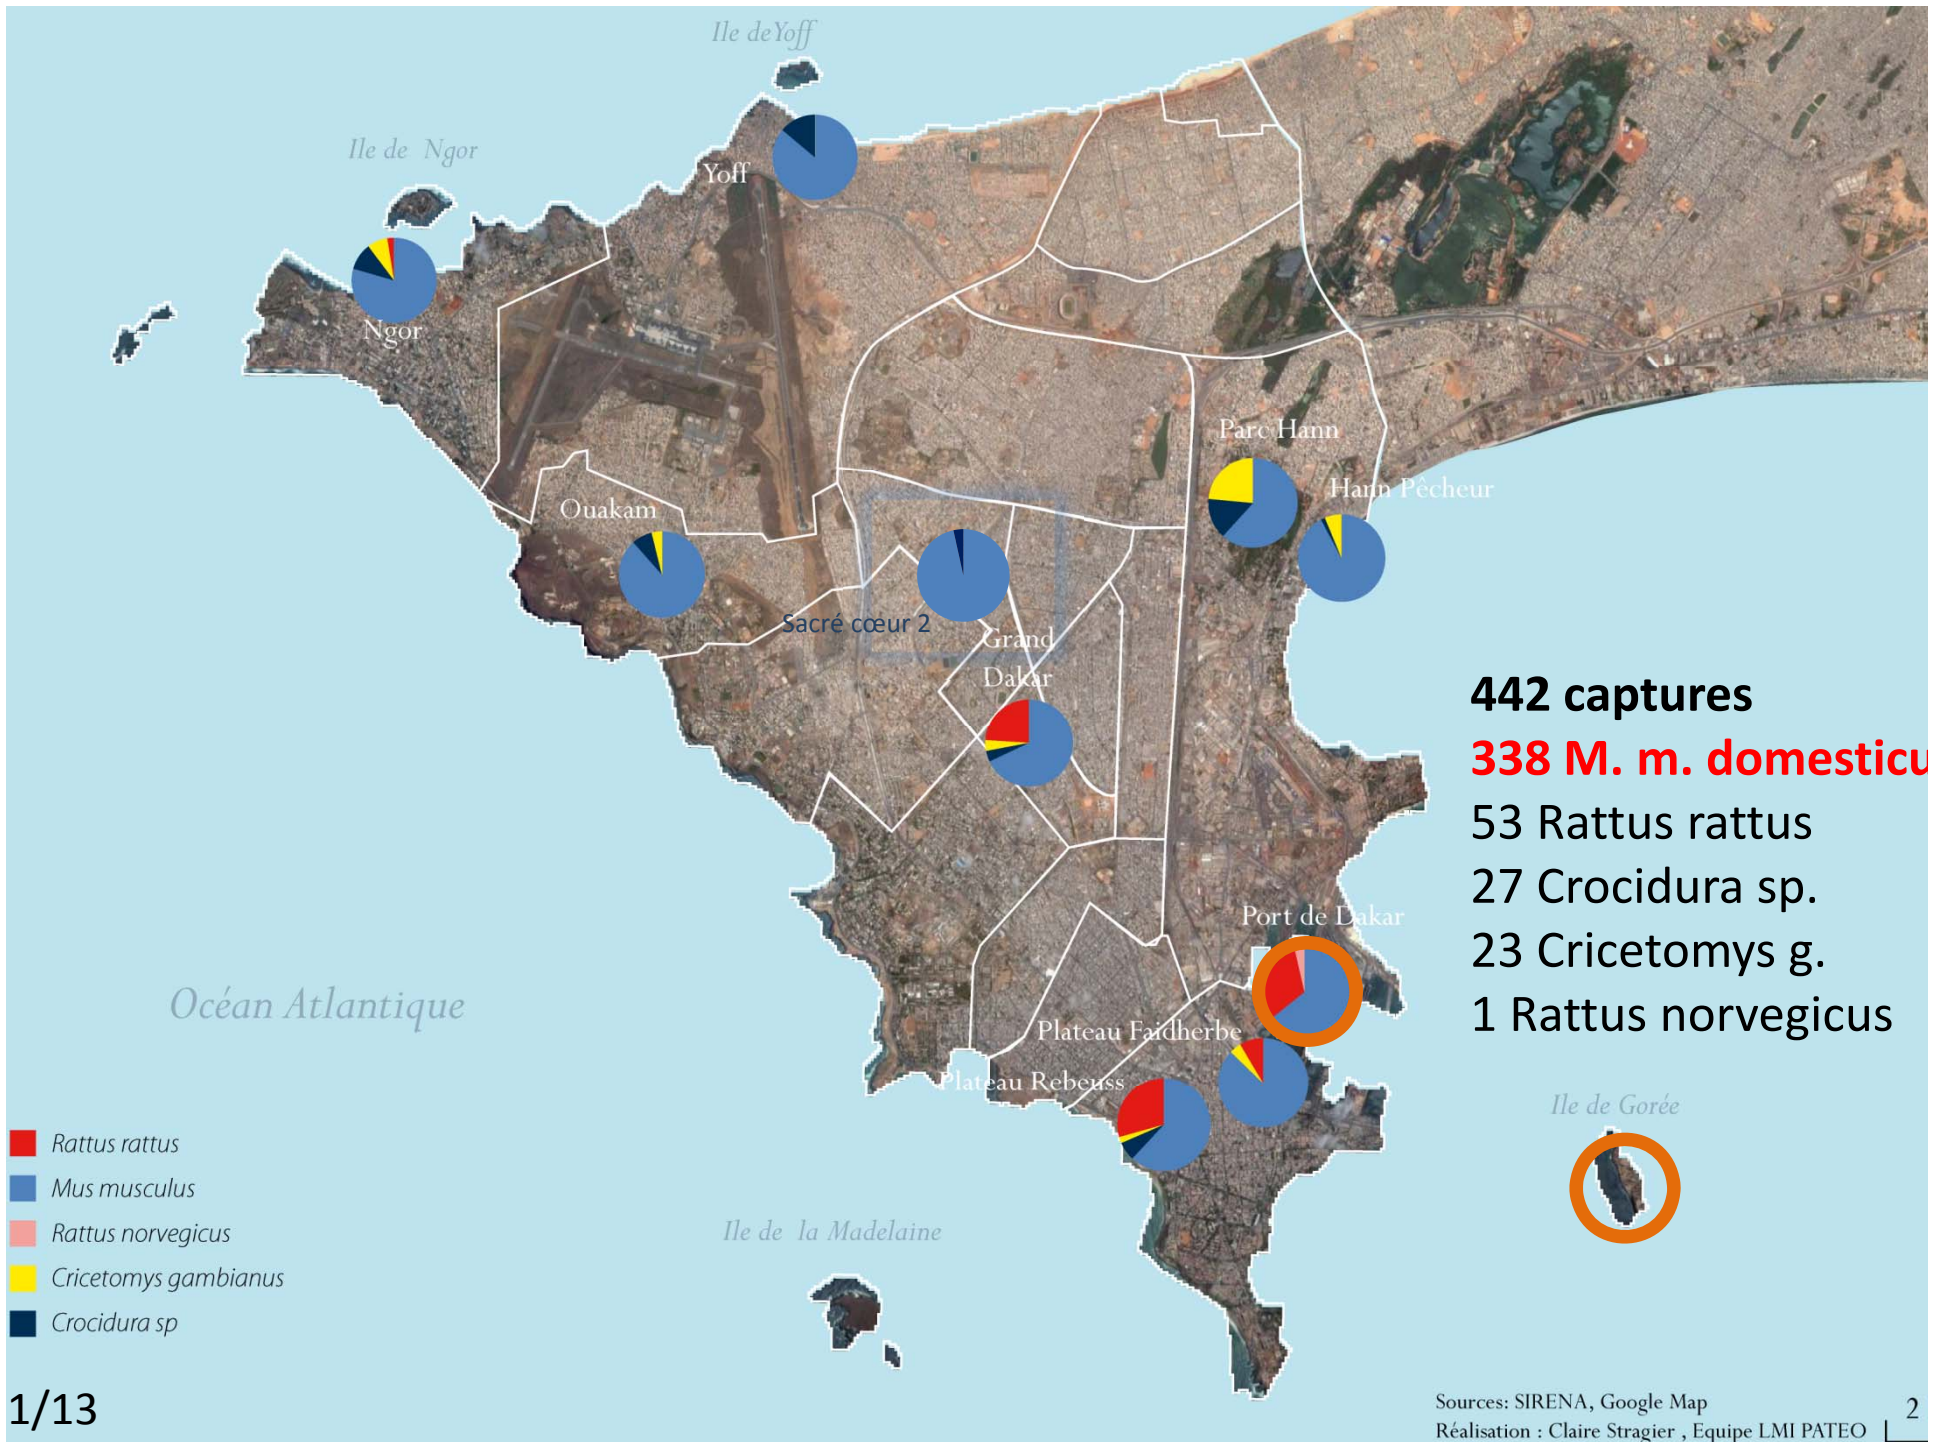 Ile de Yoff
Ile de Ngor
Yoff
Ngor
Parc Hann
Hann Pêcheur
Ouakam
Sacré cœur 2
Grand
Dakar
442 captures
338 M. m. domesticu
53 Rattus rattus
27 Crocidura sp.
23 Cricetomys g.
1 Rattus norvegicus
Port de Dakar
Océan Atlantique
Plateau Faidherbe
Plateau Rebeuss
Ile de Gorée
Rattus rattus
Mus musculus
Rattus norvegicus
Cricetomys gambianus
Crocidura sp
Ile de la Madelaine
1/13
Sources: SIRENA, Google Map
Réalisation : Claire Stragier , Equipe LMI PATEO
2